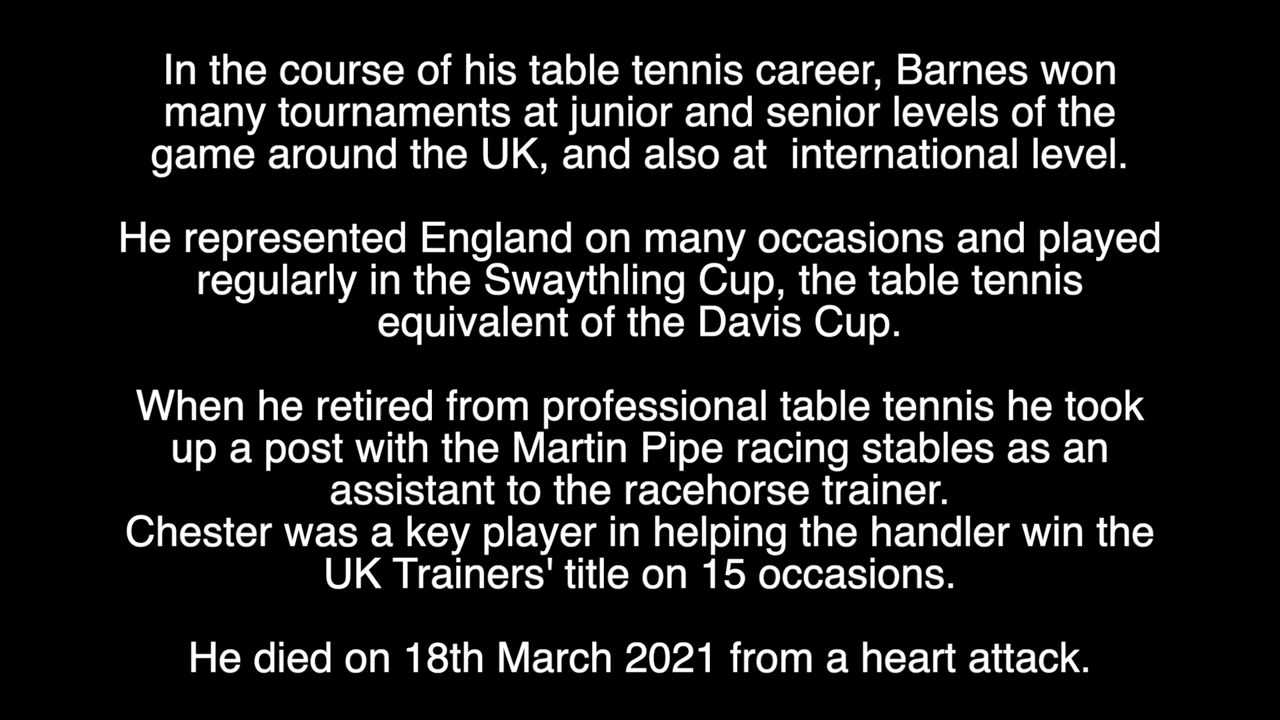 In the course of his table tennis career, Barnes won
many tournaments at junior and senior levels of the
game around the UK, and also at  international level.
He represented England on many occasions and played
regularly in the Swaythling Cup, the table tennis
equivalent of the Davis Cup.
When he retired from professional table tennis he took
up a post with the Martin Pipe racing stables as an
assistant to the racehorse trainer.
Chester was a key player in helping the handler win the
UK Trainers' title on 15 occasions.
He died on 18th March 2021 from a heart attack.